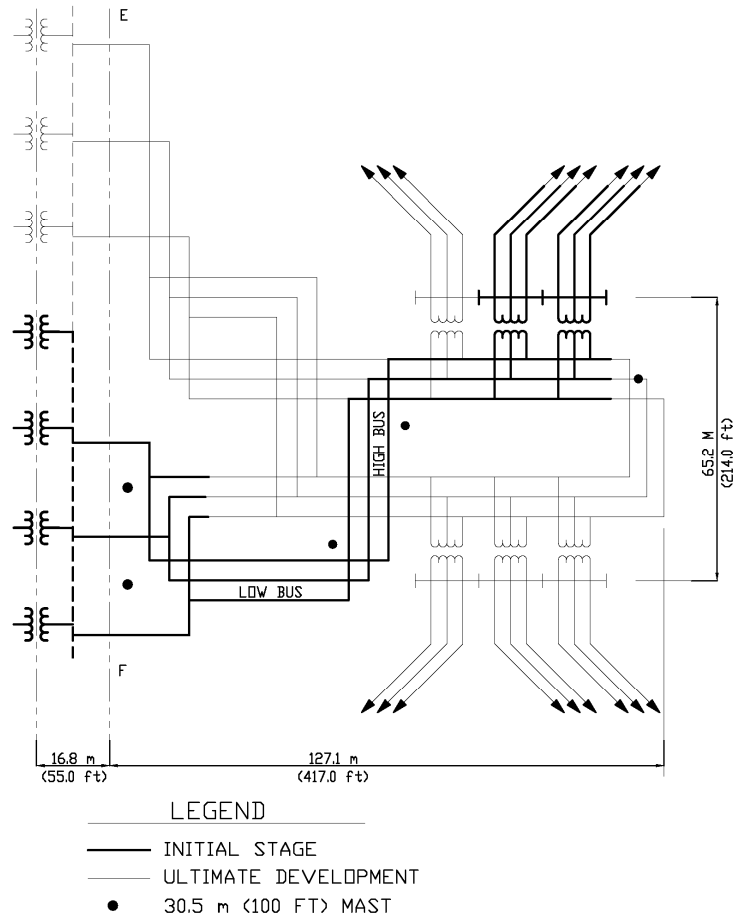 E
HIGH BUS
65.2 M
(214.0 ft)
LOW BUS
F
16.8 m
(55.0 ft)
127.1 m
(417.0 ft)
LEGEND
INITIAL STAGE
ULTIMATE DEVELOPMENT
30.5 m (100 FT) MAST